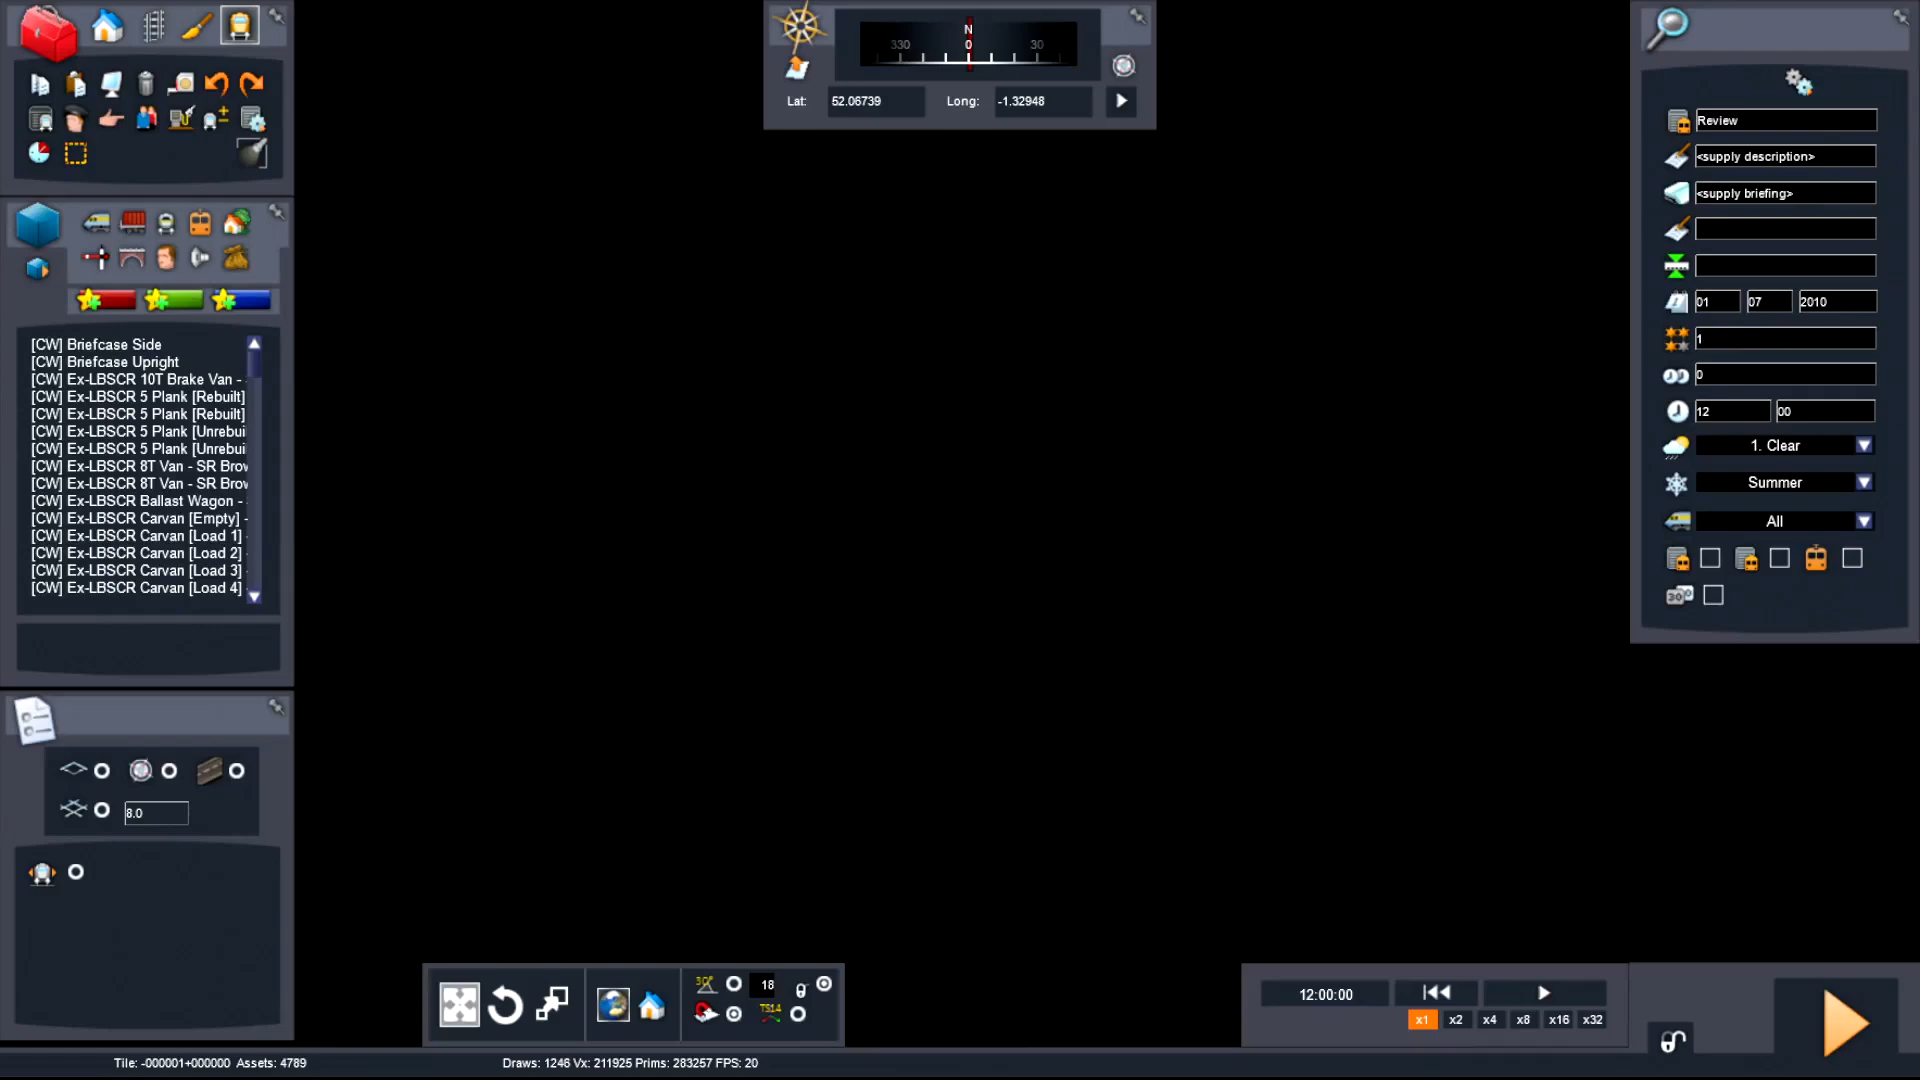 N
330 0 30
Lat: 52.06739 Long: -1.32948
[CW] Briefcase Side
[CW] Briefcase Upright
[CW] Ex-LBSCR 10T Brake Van -
[CW] Ex-LBSCR 5 Plank [Rebuilt]
[CW] Ex-LBSCR 5 Plank [Rebuilt]
[CW] Ex-LBSCR 5 Plank [Unrebui
[CW] Ex-LBSCR 5 Plank [Unrebui
[CW] Ex-LBSCR 8T Van - SR Brow
[CW] Ex-LBSCR 8T Van - SR Brow
[CW] Ex-LBSCR Ballast Wagon -
[CW] Ex-LBSCR Carvan [Empty] -
[CW] Ex-LBSCR Carvan [Load 1]
[CW] Ex-LBSCR Carvan [Load 2]
[CW] Ex-LBSCR Carvan [Load 3]
[CW] Ex-LBSCR Carvan [Load 4]
8.0
Review
<supply description>
<supply briefing>
01 07 2010
1
0
12 00
1. Clear
Summer
All
30
30° 18
TS14
12:00:00
x1 x2 x4 x8 x16 x32
Tile: -000001+000000 Assets: 4789
Draws: 1246 Vx: 211925 Prims: 283257 FPS: 20